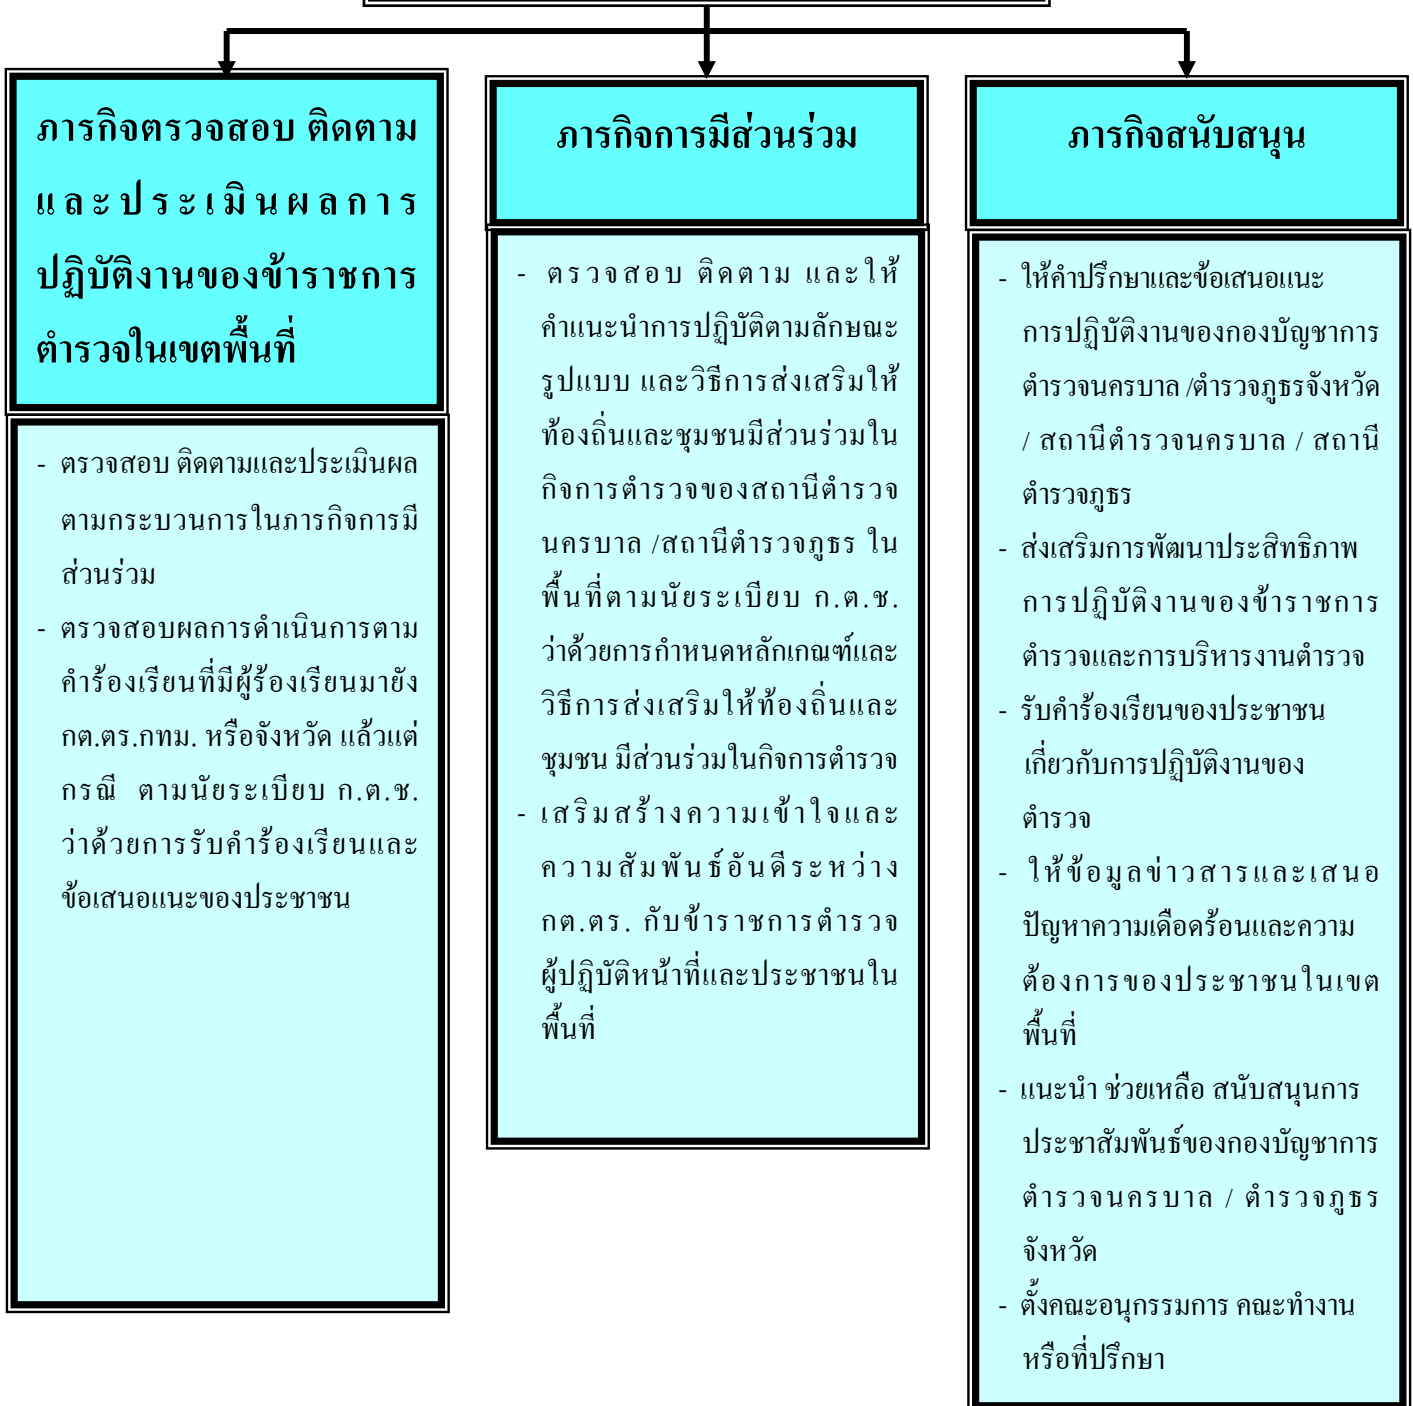 ภารกิจตรวจสอบ ติดตาม
และประเมินผลการ
ปฏิบัติงานของข้าราชการ
ตำรวจในเขตพื้นที่
- ตรวจสอบ ติดตามและประเมินผล
ตามกระบวนการในภารกิจการมี
ส่วนร่วม
- ตรวจสอบผลการดำเนินการตาม
คำร้องเรียนที่มีผู้ร้องเรียนมายัง
กต.ตร.กทม. หรือจังหวัด แล้วแต่
กรณี ตามนัยระเบียบ ก.ต.ช.
ว่าด้วยการรับคำร้องเรียนและ
ข้อเสนอแนะของประชาชน
ภารกิจการมีส่วนร่วม
- ตรวจสอบ ติดตาม และให้
คำแนะนำการปฏิบัติตามลักษณะ
รูปแบบ และวิธีการส่งเสริมให้
ท้องถิ่นและชุมชนมีส่วนร่วมใน
กิจการตำรวจของสถานีตำรวจ
นครบาล /สถานีตำรวจภูธร ใน
พื้นที่ตามนัยระเบียบ ก.ต.ช.
ว่าด้วยการกำหนดหลักเกณฑ์และ
วิธีการส่งเสริมให้ท้องถิ่นและ
ชุมชน มีส่วนร่วมในกิจการตำรวจ
- เสริมสร้างความเข้าใจและ
ความสัมพันธ์อันดีระหว่าง
กต.ตร. กับข้าราชการตำรวจ
ผู้ปฏิบัติหน้าที่และประชาชนใน
พื้นที่
ภารกิจสนับสนุน
- ให้คำปรึกษาและข้อเสนอแนะ
การปฏิบัติงานของกองบัญชาการ
ตำรวจนครบาล /ตำรวจภูธรจังหวัด
/ สถานีตำรวจนครบาล / สถานี
ตำรวจภูธร
- ส่งเสริมการพัฒนาประสิทธิภาพ
การปฏิบัติงานของข้าราชการ
ตำรวจและการบริหารงานตำรวจ
- รับคำร้องเรียนของประชาชน
เกี่ยวกับการปฏิบัติงานของ
ตำรวจ
- ให้ข้อมูลข่าวสารและเสนอ
ปัญหาความเดือดร้อนและความ
ต้องการของประชาชนในเขต
พื้นที่
- แนะนำ ช่วยเหลือ สนับสนุนการ
ประชาสัมพันธ์ของกองบัญชาการ
ตำรวจนครบาล / ตำรวจภูธร
จังหวัด
- ตั้งคณะอนุกรรมการ คณะทำงาน
หรือที่ปรึกษา